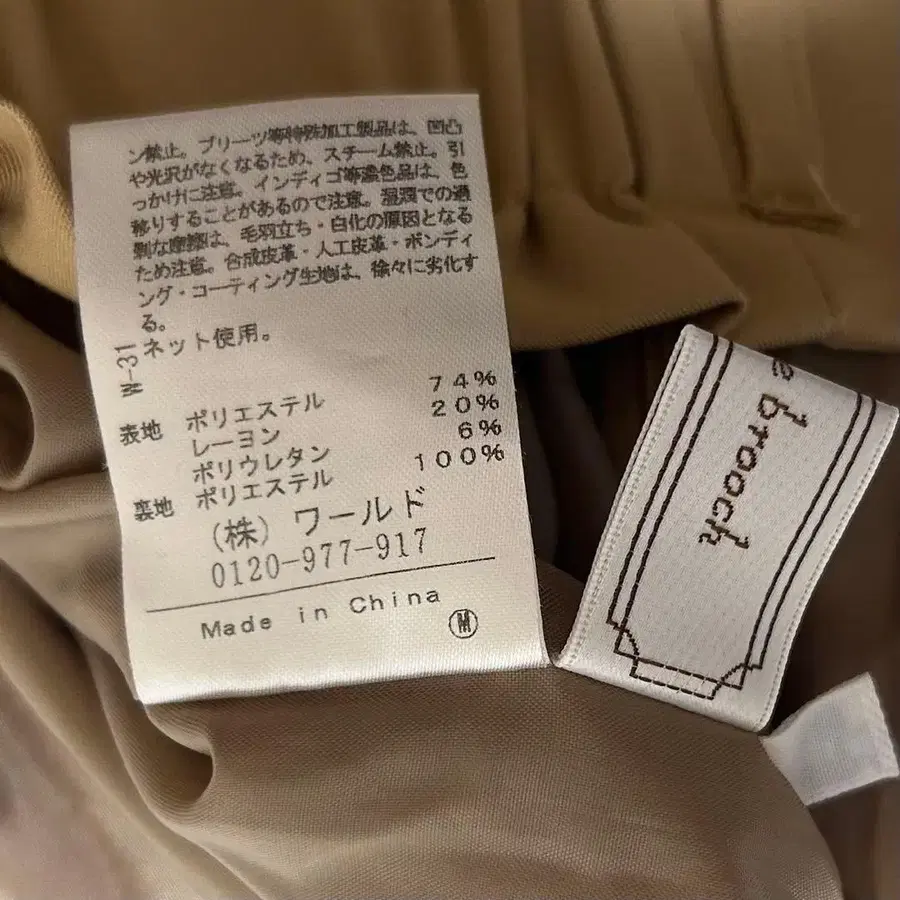 ン禁止。プリーツ等特殊加工製品は、凹凸
や光沢がなくなるため、スチーム禁止。引
っかけに注意。インディゴ等濃色品は、色
移りすることがあるので注意。湿潤での過
剰な摩擦は、毛羽立ち・白化の原因となる
ため注意。合成皮革・人工皮革・ボンディ
ング・コーティング生地は、徐々に劣化す
る。
ネット使用。
W-31
表地 ポリエステル 74%
レーヨン 20%
ポリウレタン 6%
裏地 ポリエステル 100%
(株) ワールド
0120-977-917
Made in China
M
e brooch